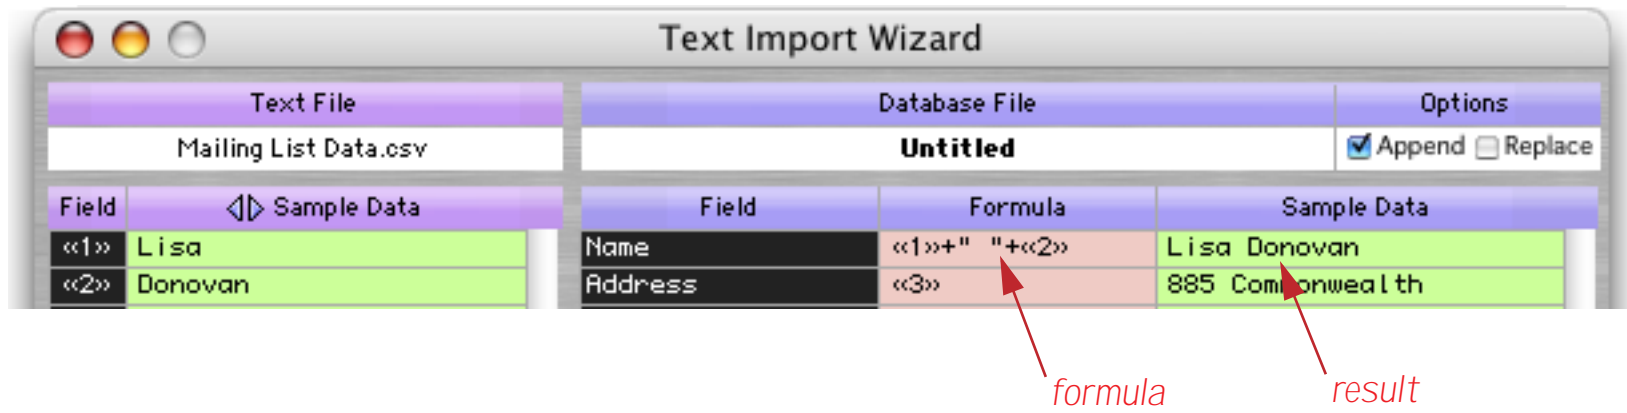 Text Import Wizard
Text File Database File Options
Mailing List Data.csv Untitled Append Replace
Field Sample Data Field Formula Sample Data
«1» Lisa Name «1»+" "+«2» Lisa Donovan
«2» Donovan Address «3» 885 Commonwealth
formula result